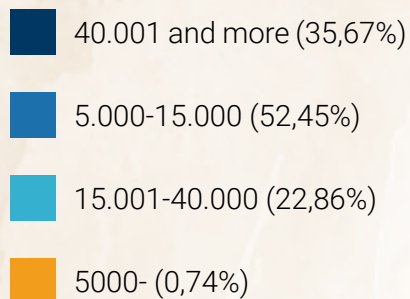 40.001 and more (35,67%)
5.000-15.000 (52,45%)
15.001-40.000 (22,86%)
5000- (0,74%)